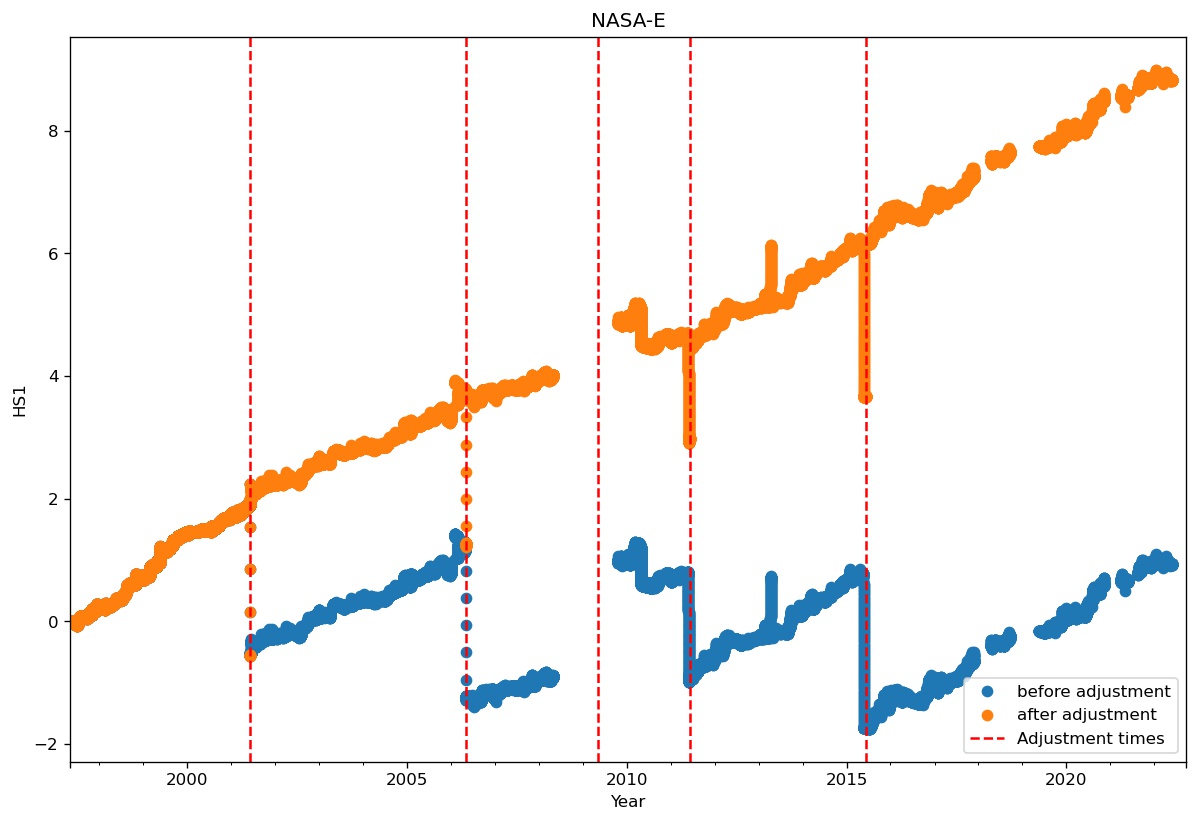 NASA-E
HS1
8
6
4
2
0
−2
2000
2005
2010
2015
2020
Year
before adjustment
after adjustment
Adjustment times